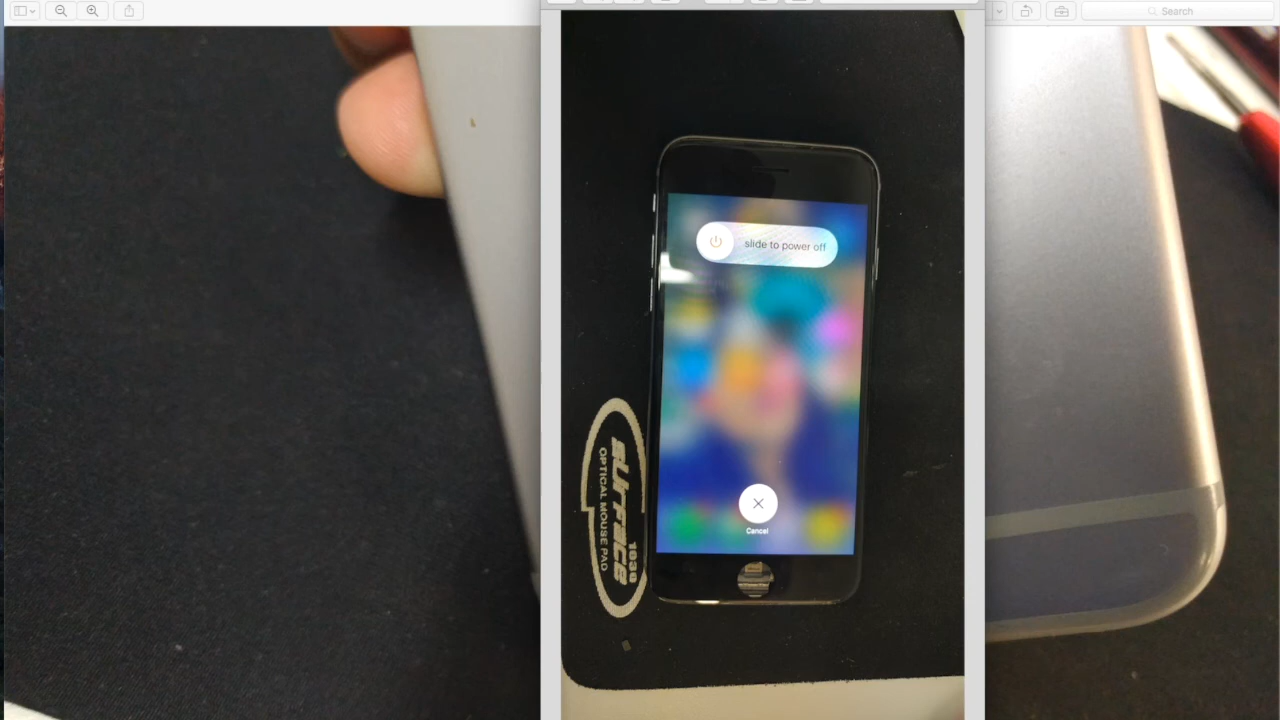 Search
slide to power off
Cancel
surface 1030
OPTICAL MOUSE PAD